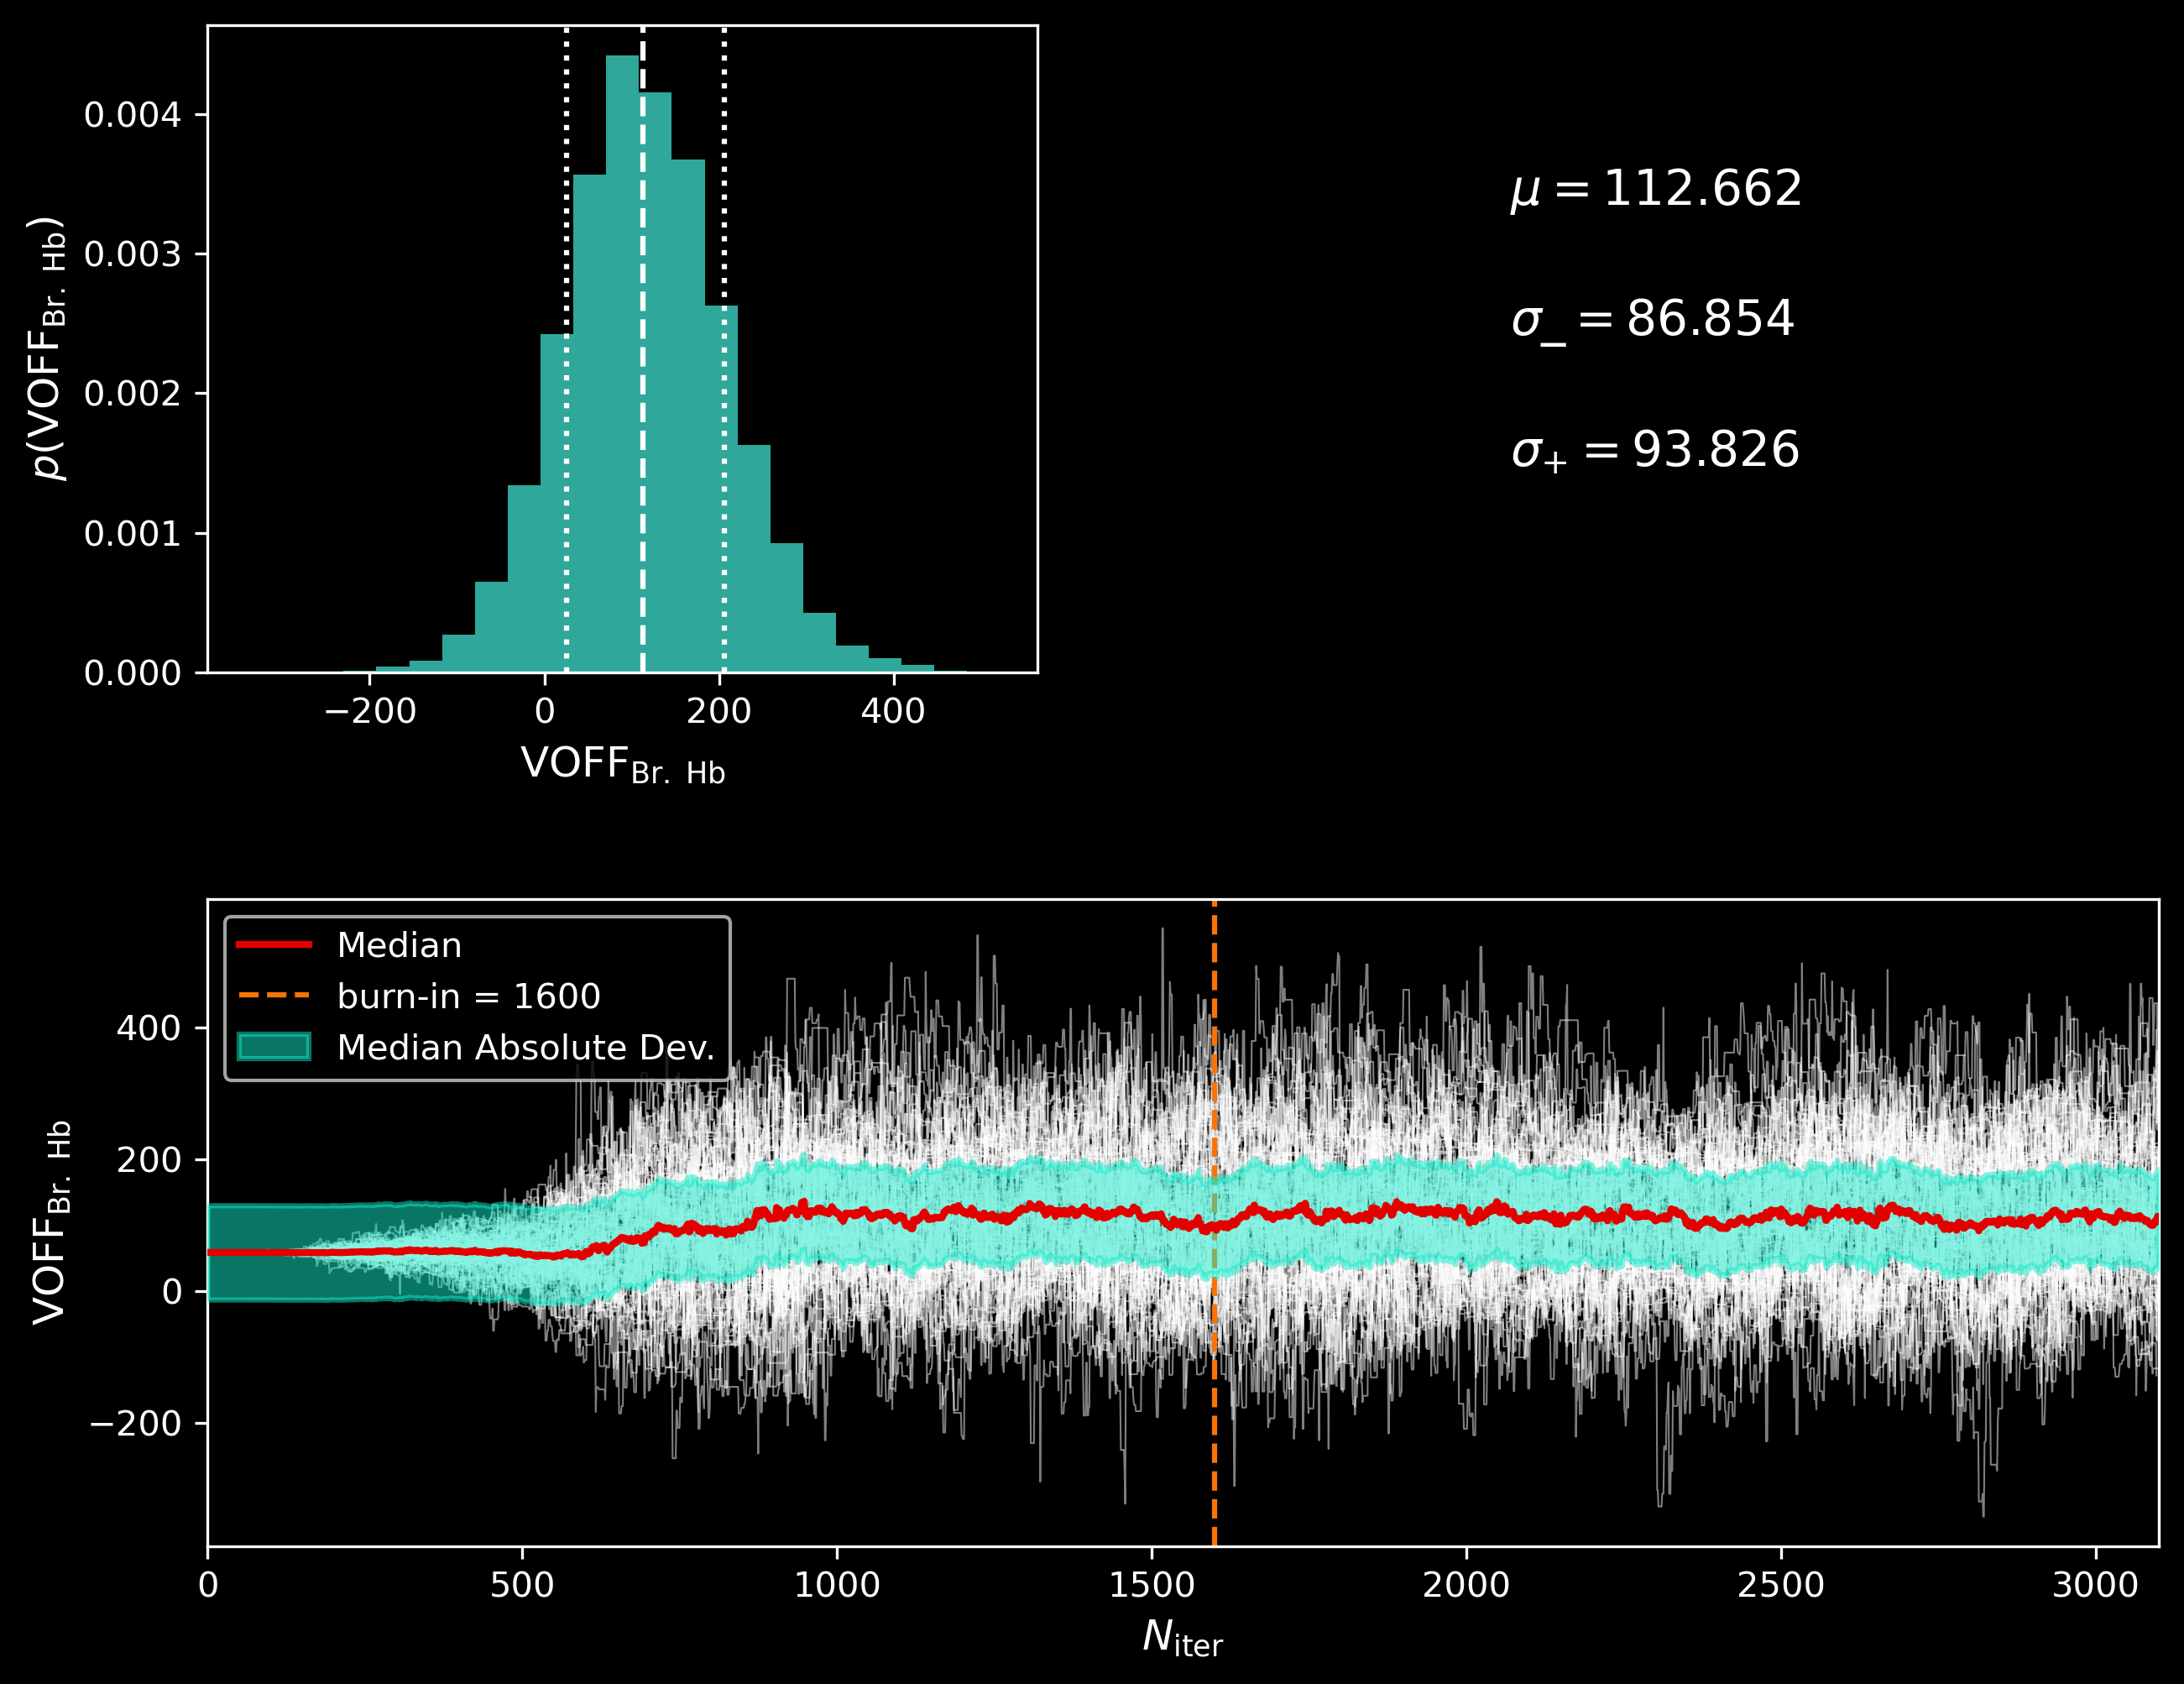 0.004
0.003
0.002
0.001
0.000
p(VOFF_Br. Hb)
−200 0 200 400
VOFF_Br. Hb
μ = 112.662
σ_− = 86.854
σ_+ = 93.826
Median
burn-in = 1600
Median Absolute Dev.
400
200
0
−200
VOFF_Br. Hb
0 500 1000 1500 2000 2500 3000
N_iter